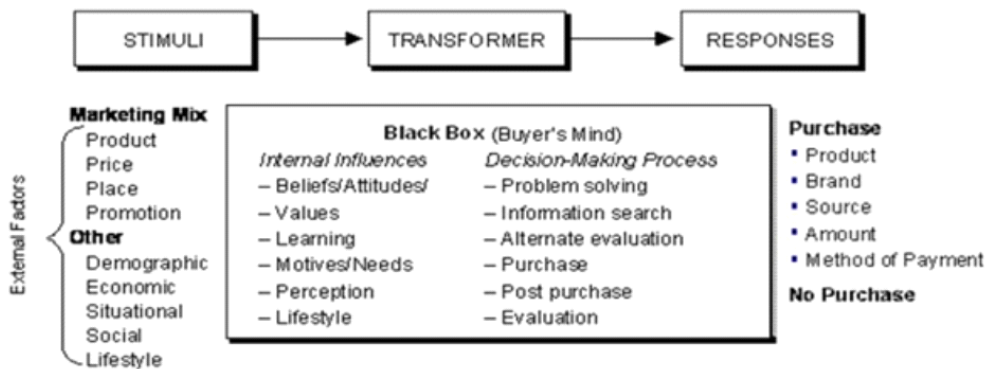 STIMULI
TRANSFORMER
RESPONSES
External Factors
Marketing Mix
Product
Price
Place
Promotion
Other
Demographic
Economic
Situational
Social
Lifestyle
Black Box (Buyer's Mind)
Internal Influences
– Beliefs/Attitudes/
– Values
– Learning
– Motives/Needs
– Perception
– Lifestyle
Decision-Making Process
– Problem solving
– Information search
– Alternate evaluation
– Purchase
– Post purchase
– Evaluation
Purchase
▪ Product
▪ Brand
▪ Source
▪ Amount
▪ Method of Payment
No Purchase